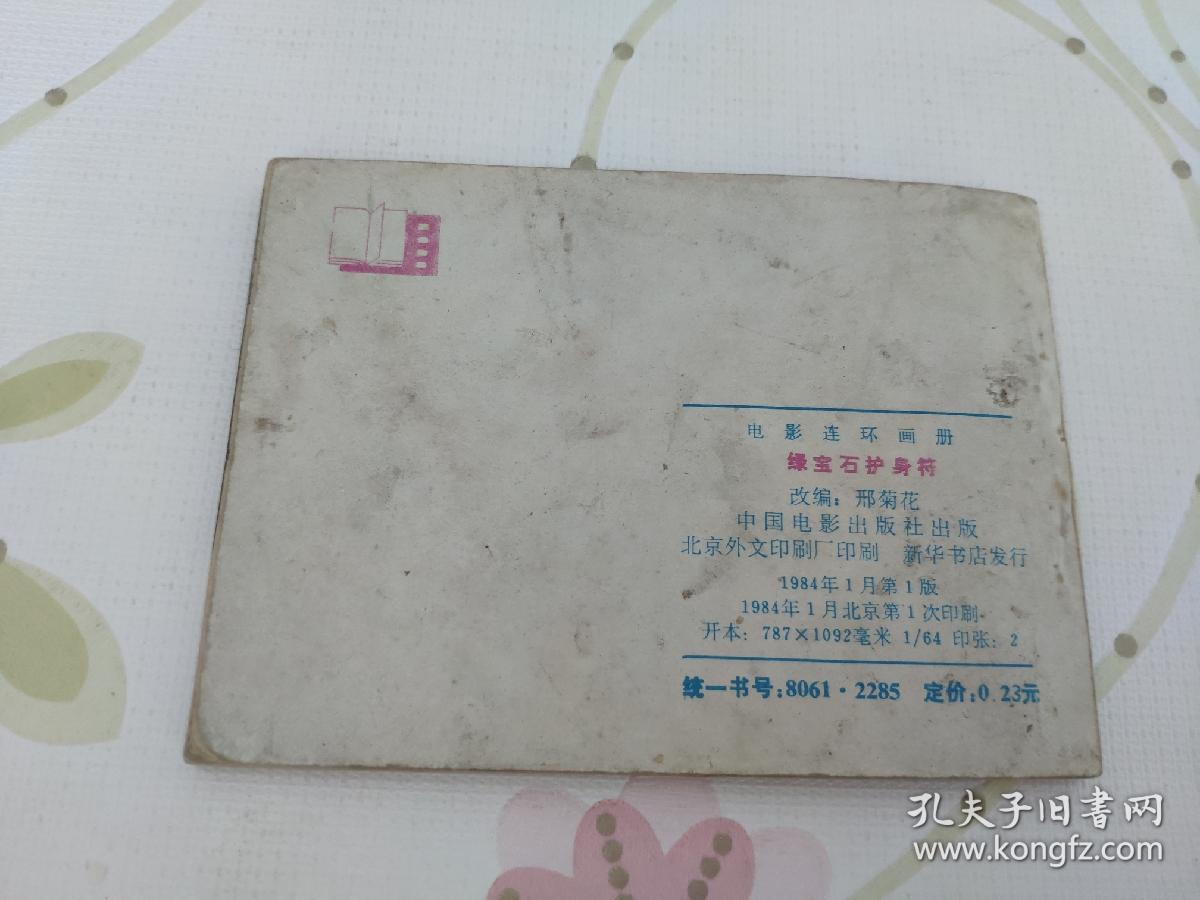 电影连环画册
绿宝石护身符
改编：邢菊花
中国电影出版社出版
北京外文印刷厂印刷 新华书店发行
1984年1月第1版
1984年1月北京第1次印刷
开本：787×1092毫米 1/64 印张：2
统一书号：8061·2285 定价：0.23元
孔夫子旧书网
www.kongfz.com